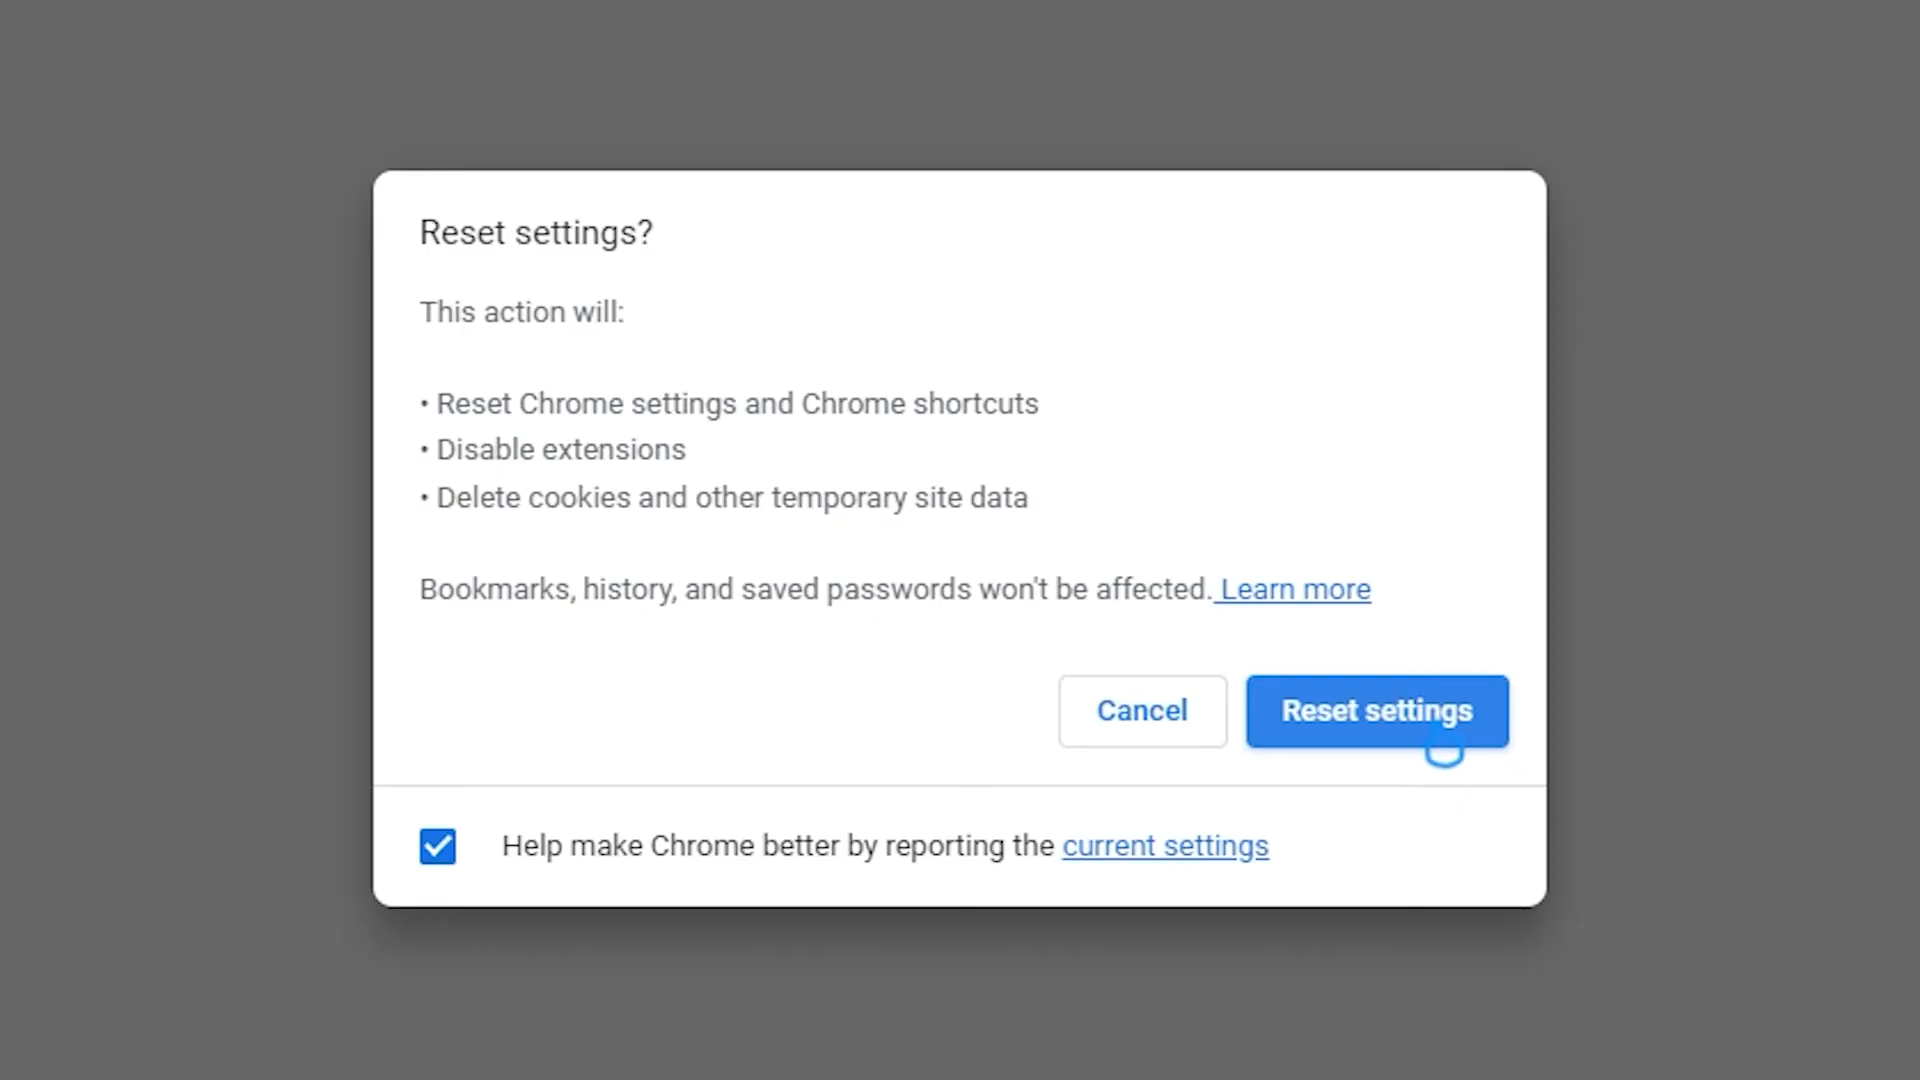 Reset settings?
This action will:
• Reset Chrome settings and Chrome shortcuts
• Disable extensions
• Delete cookies and other temporary site data
Bookmarks, history, and saved passwords won't be affected. Learn more
Cancel
Reset settings
Help make Chrome better by reporting the current settings